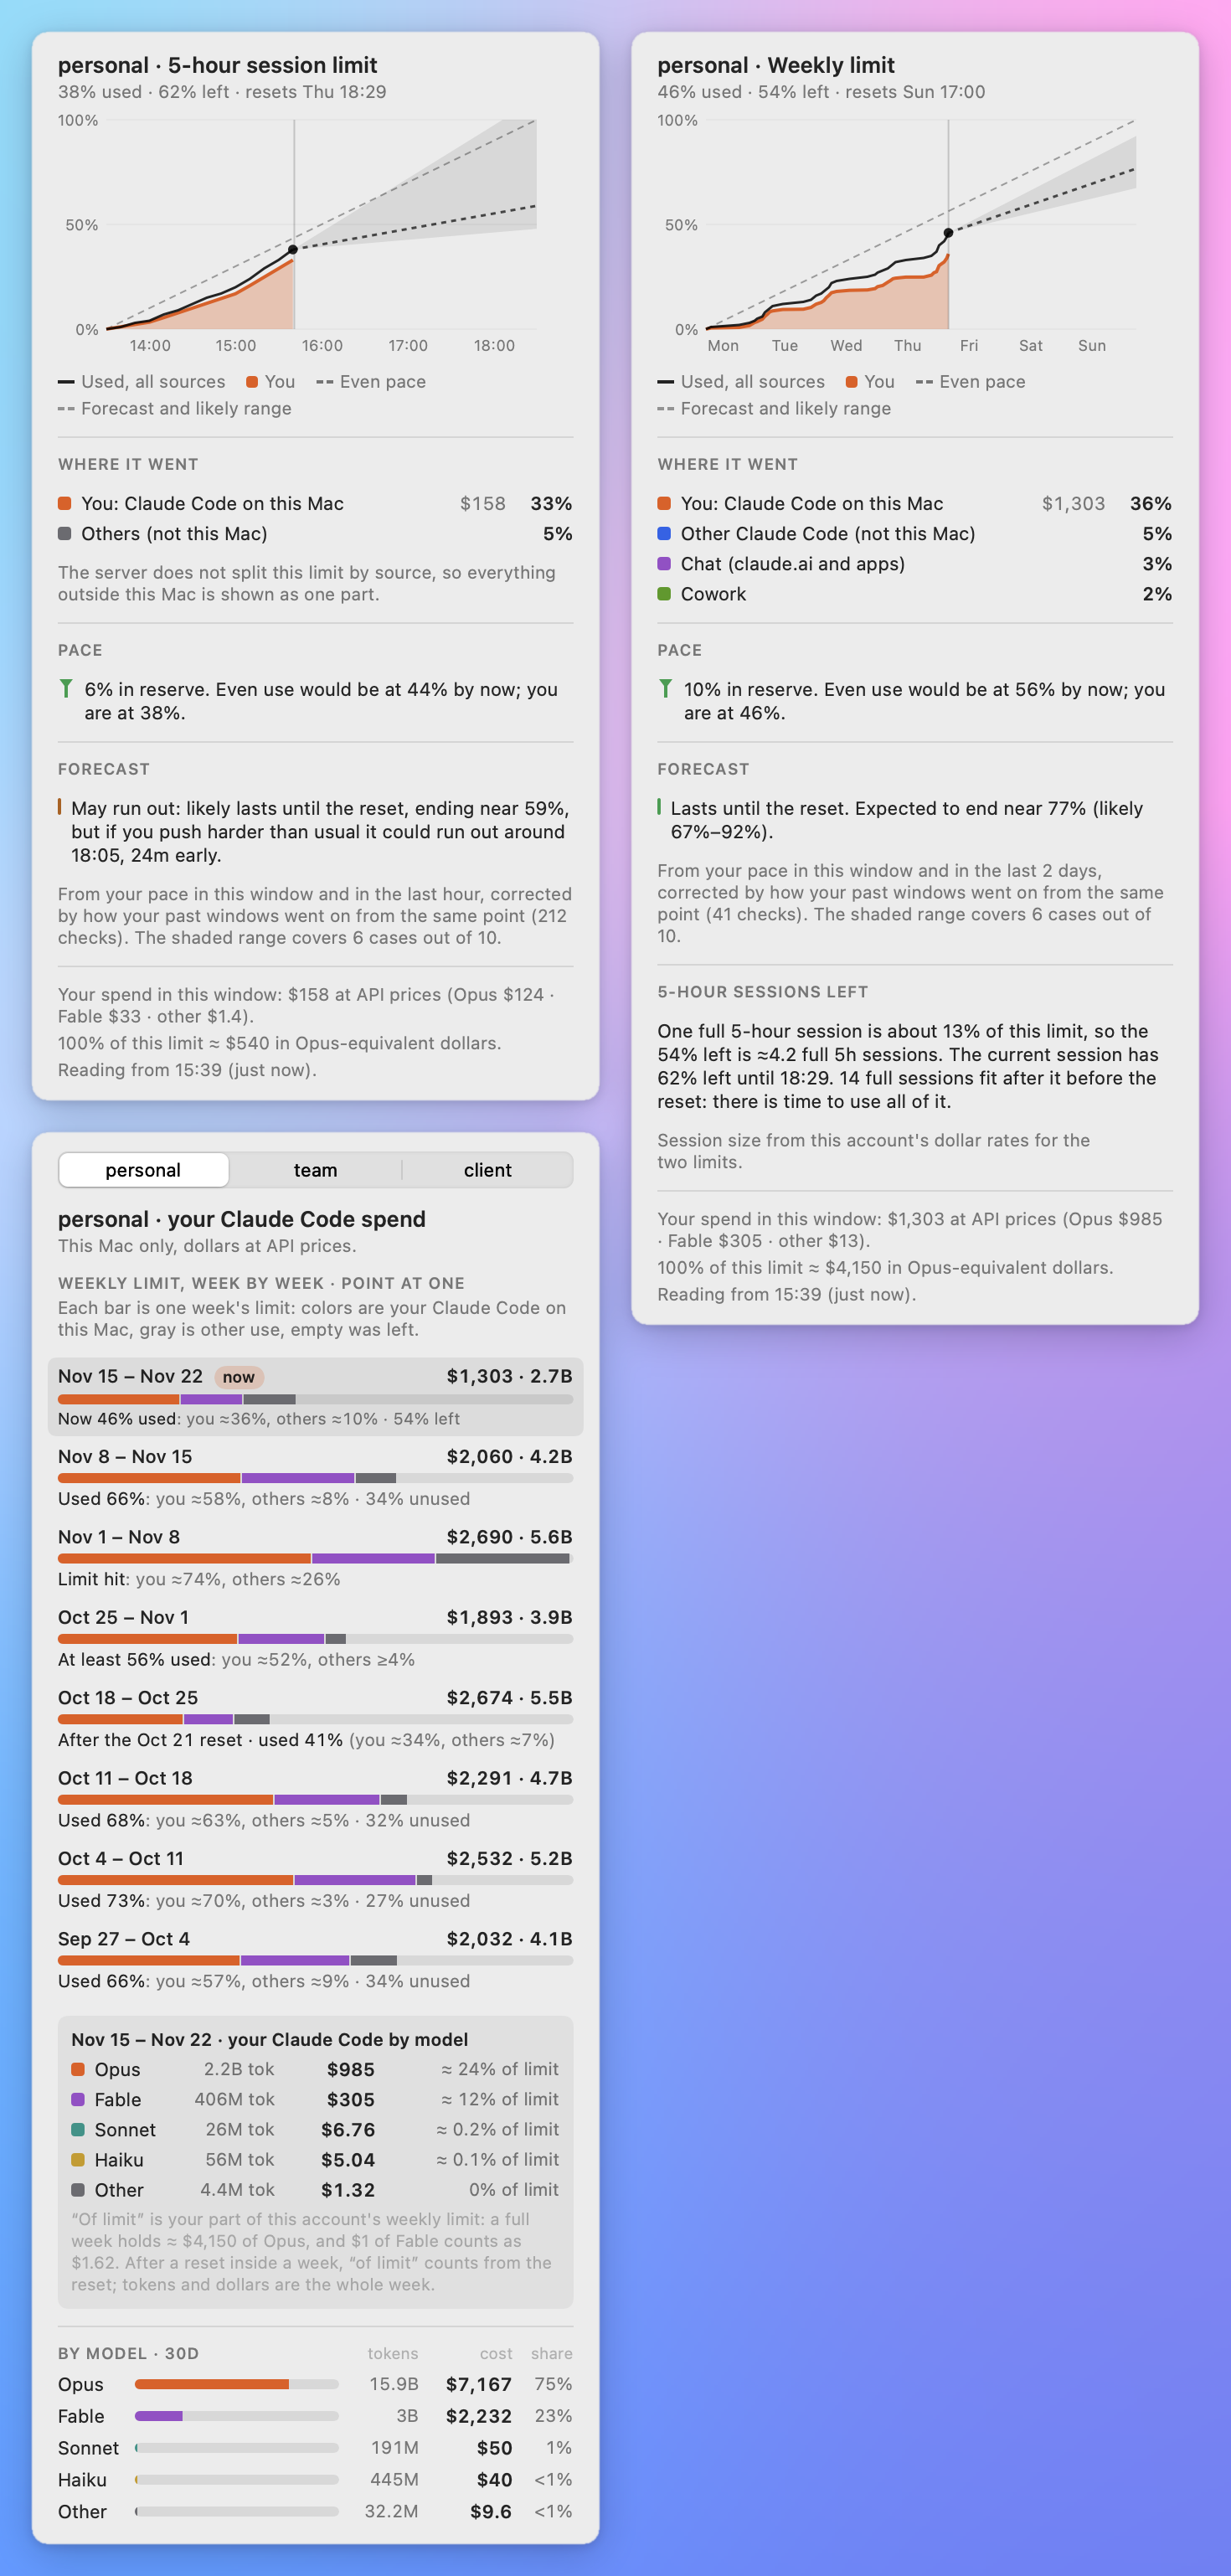 personal · 5-hour session limit
38% used · 62% left · resets Thu 18:29
100%
50%
0%
14:00 15:00 16:00 17:00 18:00
Used, all sources You Even pace
Forecast and likely range
WHERE IT WENT
You: Claude Code on this Mac $158 33%
Others (not this Mac) 5%
The server does not split this limit by source, so everything
outside this Mac is shown as one part.
PACE
6% in reserve. Even use would be at 44% by now; you
are at 38%.
FORECAST
May run out: likely lasts until the reset, ending near 59%,
but if you push harder than usual it could run out around
18:05, 24m early.
From your pace in this window and in the last hour, corrected
by how your past windows went on from the same point (212
checks). The shaded range covers 6 cases out of 10.
Your spend in this window: $158 at API prices (Opus $124 ·
Fable $33 · other $1.4).
100% of this limit ≈ $540 in Opus-equivalent dollars.
Reading from 15:39 (just now).
personal · Weekly limit
46% used · 54% left · resets Sun 17:00
100%
50%
0%
Mon Tue Wed Thu Fri Sat Sun
Used, all sources You Even pace
Forecast and likely range
WHERE IT WENT
You: Claude Code on this Mac $1,303 36%
Other Claude Code (not this Mac) 5%
Chat (claude.ai and apps) 3%
Cowork 2%
PACE
10% in reserve. Even use would be at 56% by now; you
are at 46%.
FORECAST
Lasts until the reset. Expected to end near 77% (likely
67%–92%).
From your pace in this window and in the last 2 days,
corrected by how your past windows went on from the same
point (41 checks). The shaded range covers 6 cases out of
10.
5-HOUR SESSIONS LEFT
One full 5-hour session is about 13% of this limit, so the
54% left is ≈4.2 full 5h sessions. The current session has
62% left until 18:29. 14 full sessions fit after it before the
reset: there is time to use all of it.
Session size from this account's dollar rates for the
two limits.
Your spend in this window: $1,303 at API prices (Opus $985
· Fable $305 · other $13).
100% of this limit ≈ $4,150 in Opus-equivalent dollars.
Reading from 15:39 (just now).
personal team client
personal · your Claude Code spend
This Mac only, dollars at API prices.
WEEKLY LIMIT, WEEK BY WEEK · POINT AT ONE
Each bar is one week's limit: colors are your Claude Code on
this Mac, gray is other use, empty was left.
Nov 15 – Nov 22 now $1,303 · 2.7B
Now 46% used: you ≈36%, others ≈10% · 54% left
Nov 8 – Nov 15 $2,060 · 4.2B
Used 66%: you ≈58%, others ≈8% · 34% unused
Nov 1 – Nov 8 $2,690 · 5.6B
Limit hit: you ≈74%, others ≈26%
Oct 25 – Nov 1 $1,893 · 3.9B
At least 56% used: you ≈52%, others ≥4%
Oct 18 – Oct 25 $2,674 · 5.5B
After the Oct 21 reset · used 41% (you ≈34%, others ≈7%)
Oct 11 – Oct 18 $2,291 · 4.7B
Used 68%: you ≈63%, others ≈5% · 32% unused
Oct 4 – Oct 11 $2,532 · 5.2B
Used 73%: you ≈70%, others ≈3% · 27% unused
Sep 27 – Oct 4 $2,032 · 4.1B
Used 66%: you ≈57%, others ≈9% · 34% unused
Nov 15 – Nov 22 · your Claude Code by model
Opus 2.2B tok $985 ≈ 24% of limit
Fable 406M tok $305 ≈ 12% of limit
Sonnet 26M tok $6.76 ≈ 0.2% of limit
Haiku 56M tok $5.04 ≈ 0.1% of limit
Other 4.4M tok $1.32 0% of limit
“Of limit” is your part of this account's weekly limit: a full
week holds ≈ $4,150 of Opus, and $1 of Fable counts as
$1.62. After a reset inside a week, “of limit” counts from the
reset; tokens and dollars are the whole week.
BY MODEL · 30D tokens cost share
Opus 15.9B $7,167 75%
Fable 3B $2,232 23%
Sonnet 191M $50 1%
Haiku 445M $40 <1%
Other 32.2M $9.6 <1%